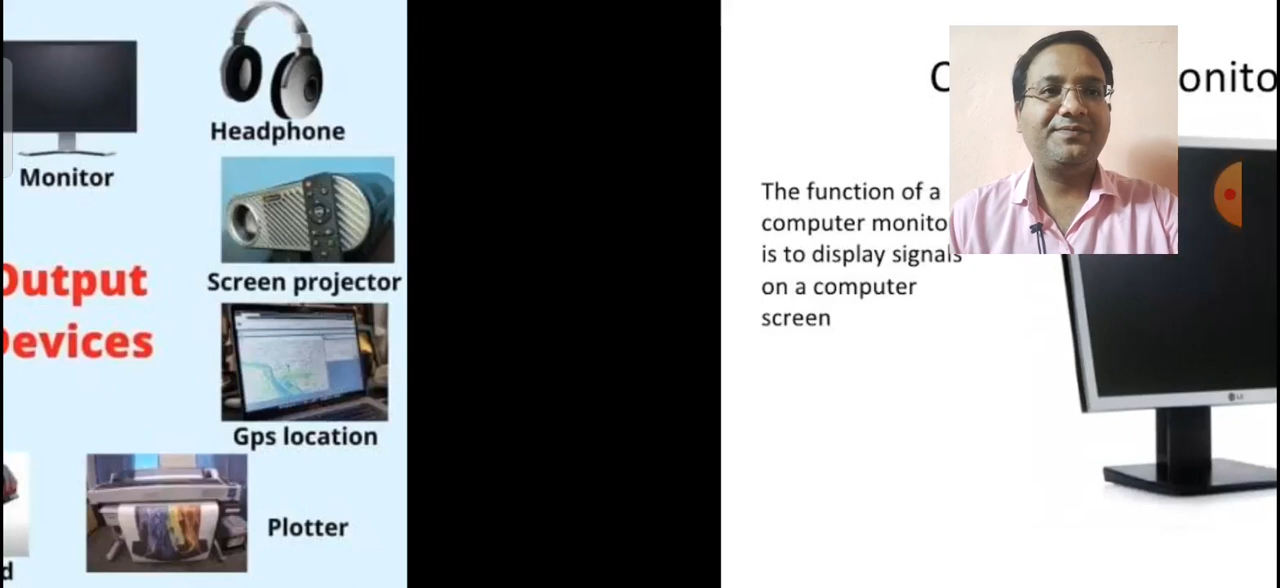 Headphone
Monitor
Screen projector
Output
Devices
Gps location
Plotter
d
C onito
The function of a
computer monito
is to display signals
on a computer
screen
LG